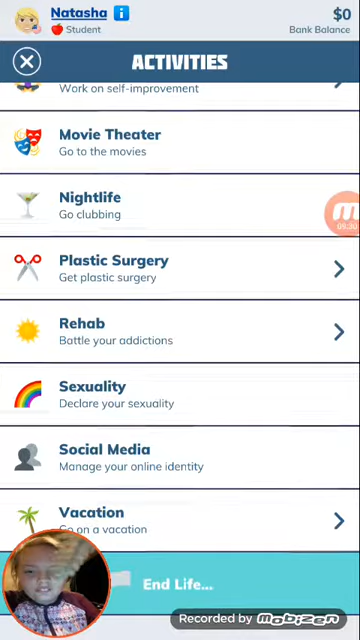 Natasha i
Student
$0
Bank Balance
ACTIVITIES
Work on self-improvement
Movie Theater
Go to the movies
Nightlife
Go clubbing
09:30
Plastic Surgery
Get plastic surgery
Rehab
Battle your addictions
Sexuality
Declare your sexuality
Social Media
Manage your online identity
Vacation
Go on a vacation
End Life...
Recorded by mobizen